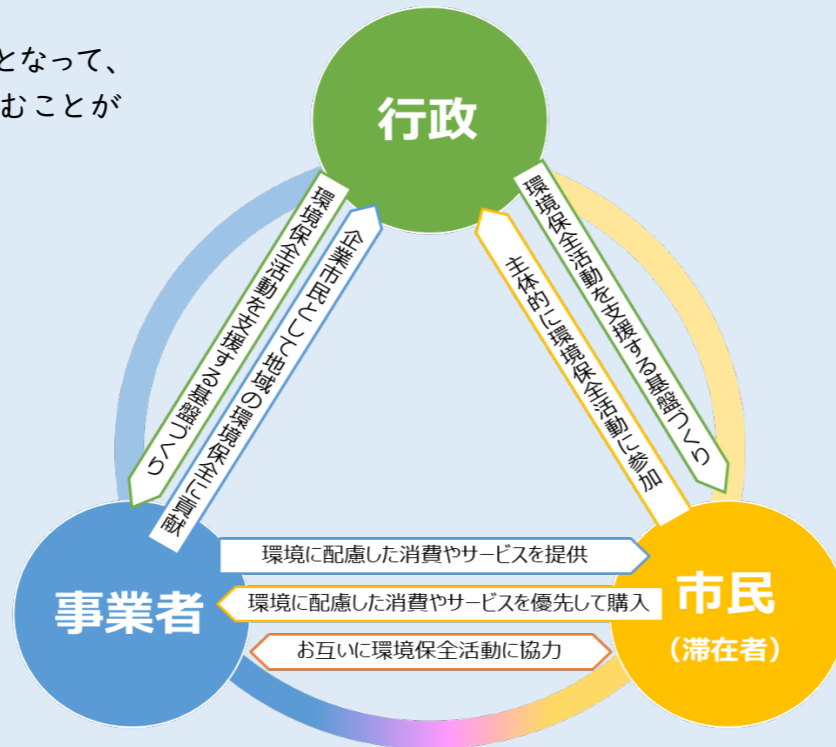 となって、
むことが
行政
環境保全活動を支援する基盤づくり
企業市民として地域の環境保全に貢献
主体的に環境保全活動に参加
環境保全活動を支援する基盤づくり
環境に配慮した消費やサービスを提供
環境に配慮した消費やサービスを優先して購入
お互いに環境保全活動に協力
事業者
市民
（滞在者）